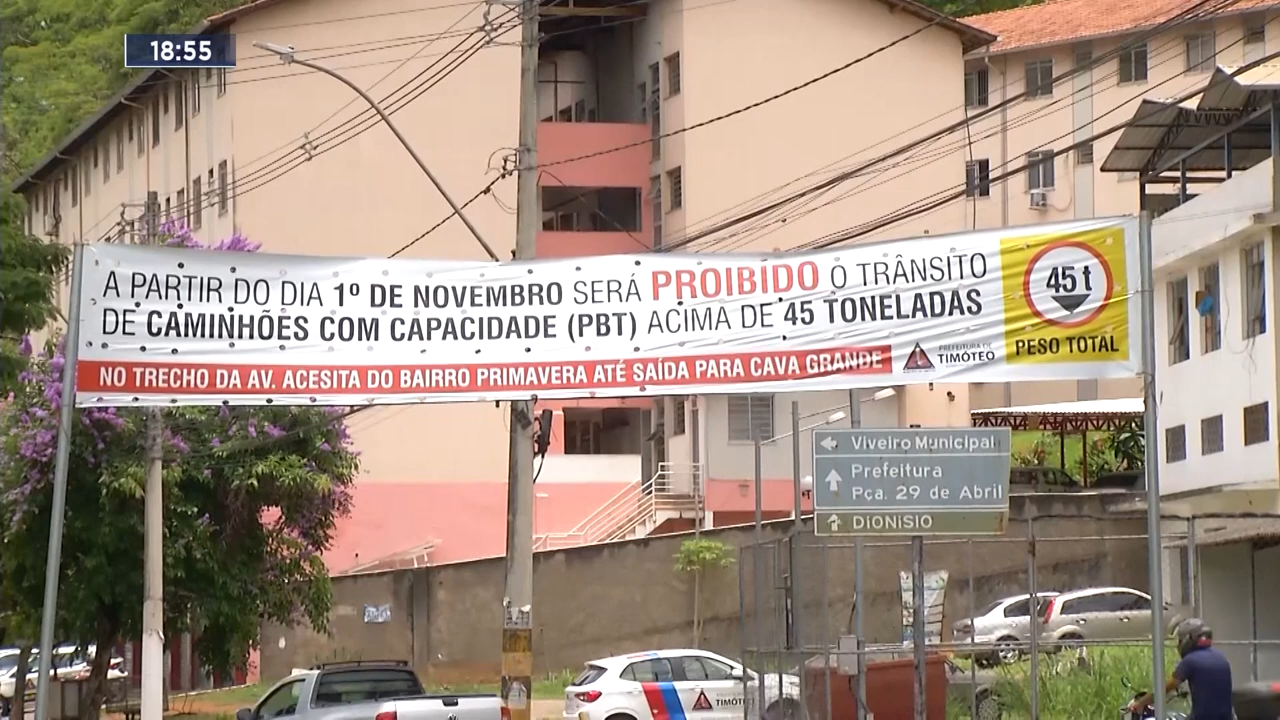 18:55
A PARTIR DO DIA 1º DE NOVEMBRO SERÁ PROIBIDO O TRÂNSITO
DE CAMINHÕES COM CAPACIDADE (PBT) ACIMA DE 45 TONELADAS
NO TRECHO DA AV. ACESITA DO BAIRRO PRIMAVERA ATÉ SAÍDA PARA CAVA GRANDE
PREFEITURA DE
TIMÓTEO
45 t
PESO TOTAL
Viveiro Municipal
Prefeitura
Pça. 29 de Abril
DIONÍSIO
TIMÓTEO